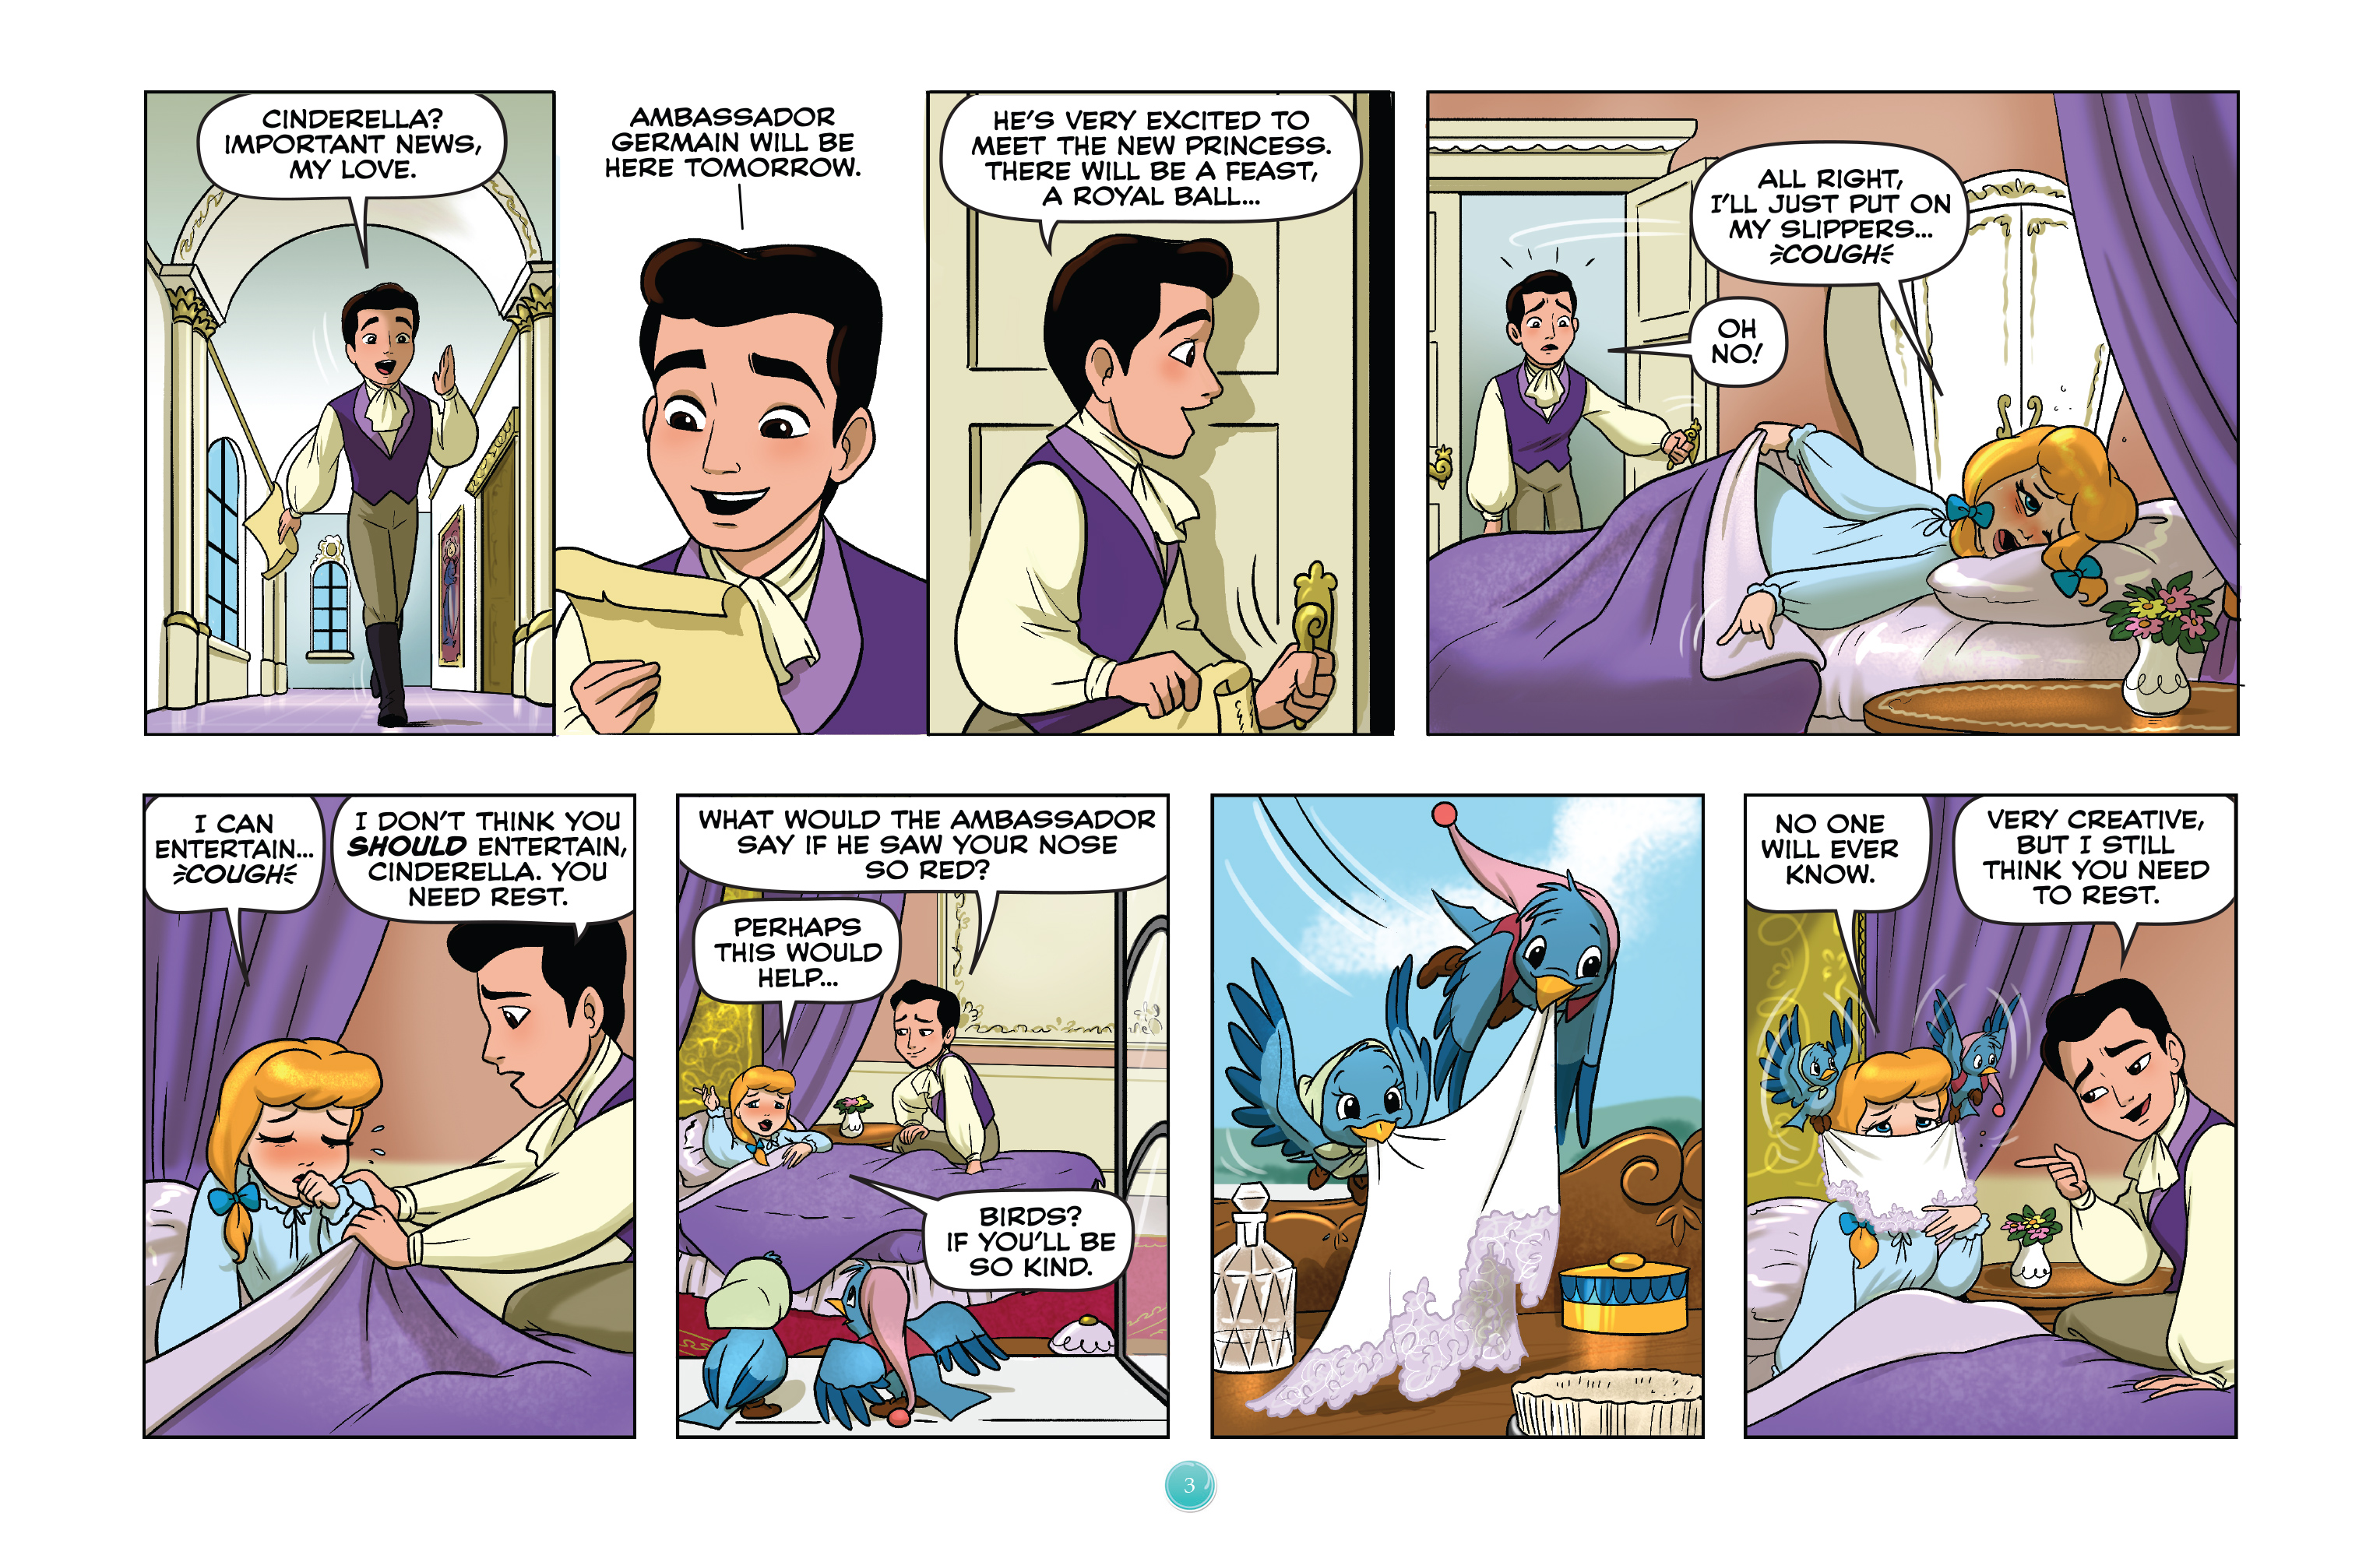 CINDERELLA?
IMPORTANT NEWS,
MY LOVE.
AMBASSADOR
GERMAIN WILL BE
HERE TOMORROW.
HE'S VERY EXCITED TO
MEET THE NEW PRINCESS.
THERE WILL BE A FEAST,
A ROYAL BALL...
ALL RIGHT,
I'LL JUST PUT ON
MY SLIPPERS...
COUGH
OH
NO!
I CAN
ENTERTAIN...
COUGH
I DON'T THINK YOU
SHOULD ENTERTAIN,
CINDERELLA. YOU
NEED REST.
WHAT WOULD THE AMBASSADOR
SAY IF HE SAW YOUR NOSE
SO RED?
PERHAPS
THIS WOULD
HELP...
BIRDS?
IF YOU'LL BE
SO KIND.
NO ONE
WILL EVER
KNOW.
VERY CREATIVE,
BUT I STILL
THINK YOU NEED
TO REST.
3